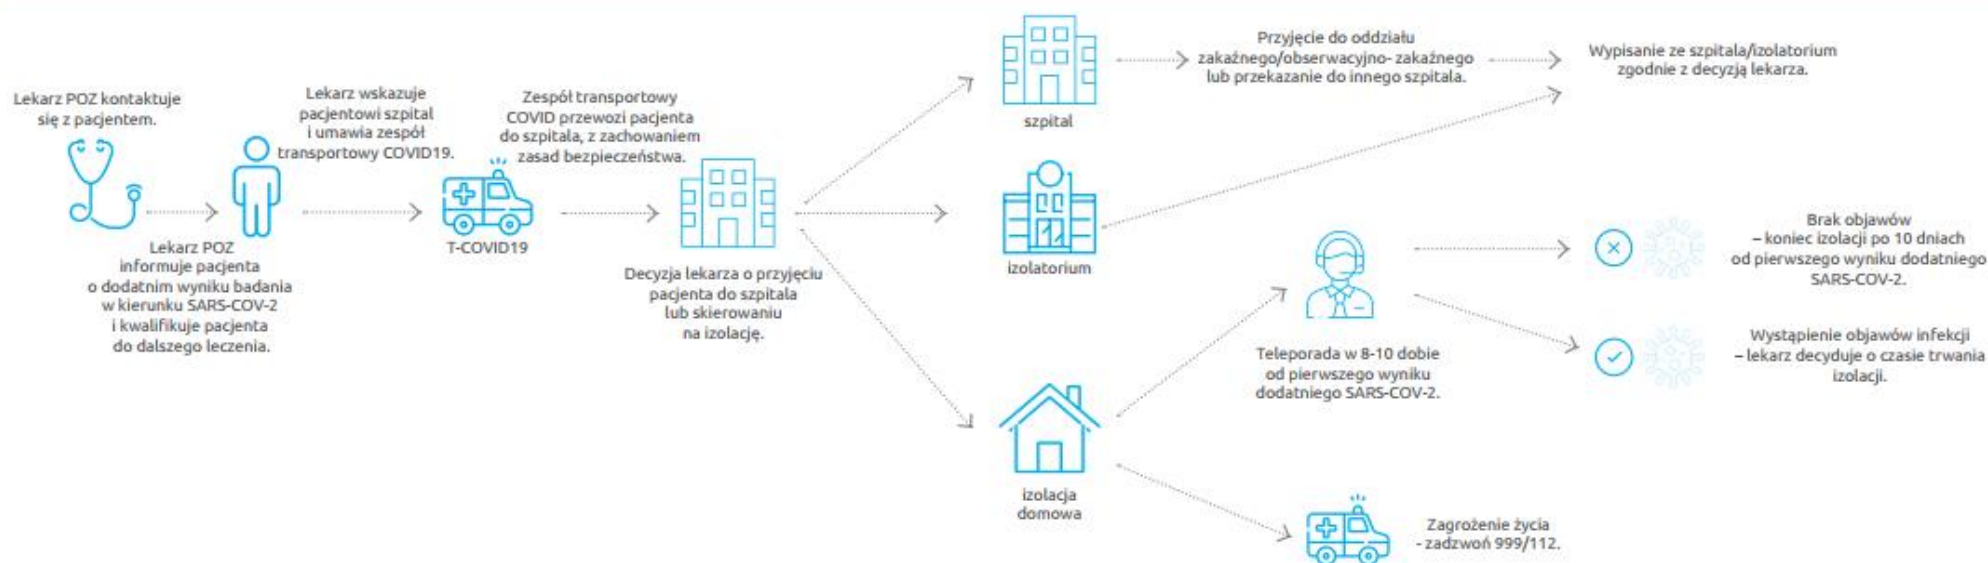 Lekarz POZ kontaktuje
się z pacjentem.
Lekarz POZ
informuje pacjenta
o dodatnim wyniku badania
w kierunku SARS-COV-2
i kwalifikuje pacjenta
do dalszego leczenia.
Lekarz wskazuje
pacjentowi szpital
i umawia zespół
transportowy COVID19.
T-COVID19
Zespół transportowy
COVID przewozi pacjenta
do szpitala, z zachowaniem
zasad bezpieczeństwa.
Decyzja lekarza o przyjęciu
pacjenta do szpitala
lub skierowaniu
na izolację.
szpital
Przyjęcie do oddziału
zakaźnego/obserwacyjno- zakaźnego
lub przekazanie do innego szpitala.
Wypisanie ze szpitala/izolatorium
zgodnie z decyzją lekarza.
izolatorium
izolacja
domowa
Teleporada w 8-10 dobie
od pierwszego wyniku
dodatniego SARS-COV-2.
Brak objawów
– koniec izolacji po 10 dniach
od pierwszego wyniku dodatniego
SARS-COV-2.
Wystąpienie objawów infekcji
– lekarz decyduje o czasie trwania
izolacji.
Zagrożenie życia
- zadzwoń 999/112.